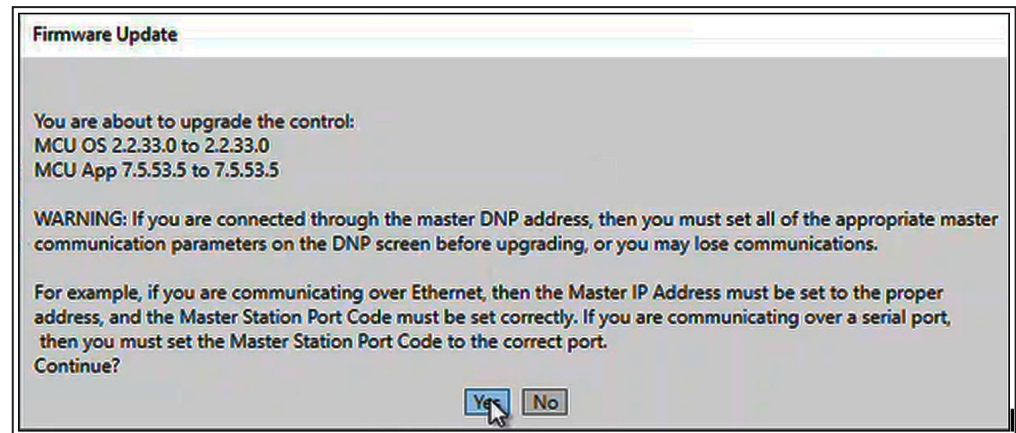 Firmware Update
You are about to upgrade the control:
MCU OS 2.2.33.0 to 2.2.33.0
MCU App 7.5.53.5 to 7.5.53.5
WARNING: If you are connected through the master DNP address, then you must set all of the appropriate master
communication parameters on the DNP screen before upgrading, or you may lose communications.
For example, if you are communicating over Ethernet, then the Master IP Address must be set to the proper
address, and the Master Station Port Code must be set correctly. If you are communicating over a serial port,
then you must set the Master Station Port Code to the correct port.
Continue?
Yes No